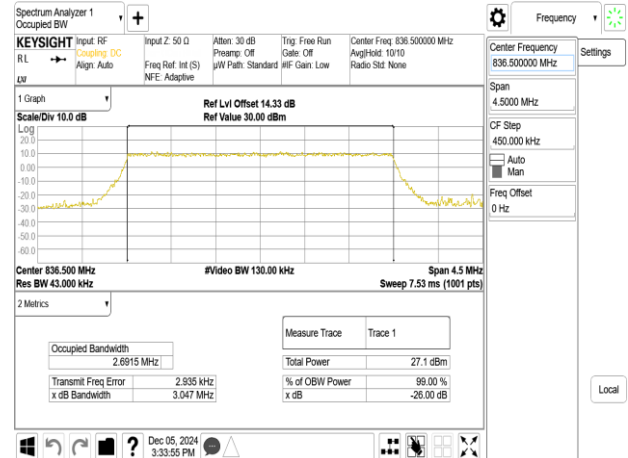 Spectrum Analyzer 1
Occupied BW
Frequency
KEYSIGHT
RL
LXI
Input: RF
Coupling: DC
Align: Auto
Input Z: 50 Ω
Freq Ref: Int (S)
NFE: Adaptive
Atten: 30 dB
Preamp: Off
µW Path: Standard
Trig: Free Run
Gate: Off
#IF Gain: Low
Center Freq: 836.500000 MHz
Avg|Hold: 10/10
Radio Std: None
Center Frequency
836.500000 MHz
Settings
Span
4.5000 MHz
CF Step
450.000 kHz
Auto
Man
Freq Offset
0 Hz
Local
1 Graph
Scale/Div 10.0 dB
Ref Lvl Offset 14.33 dB
Ref Value 30.00 dBm
Log
20.0
10.0
0.00
-10.0
-20.0
-30.0
-40.0
-50.0
-60.0
Center 836.500 MHz
#Video BW 130.00 kHz
Span 4.5 MHz
Res BW 43.000 kHz
Sweep 7.53 ms (1001 pts)
2 Metrics
Occupied Bandwidth
2.6915 MHz
Transmit Freq Error 2.935 kHz
x dB Bandwidth 3.047 MHz
Measure Trace Trace 1
Total Power 27.1 dBm
% of OBW Power 99.00 %
x dB -26.00 dB
Dec 05, 2024
3:33:55 PM